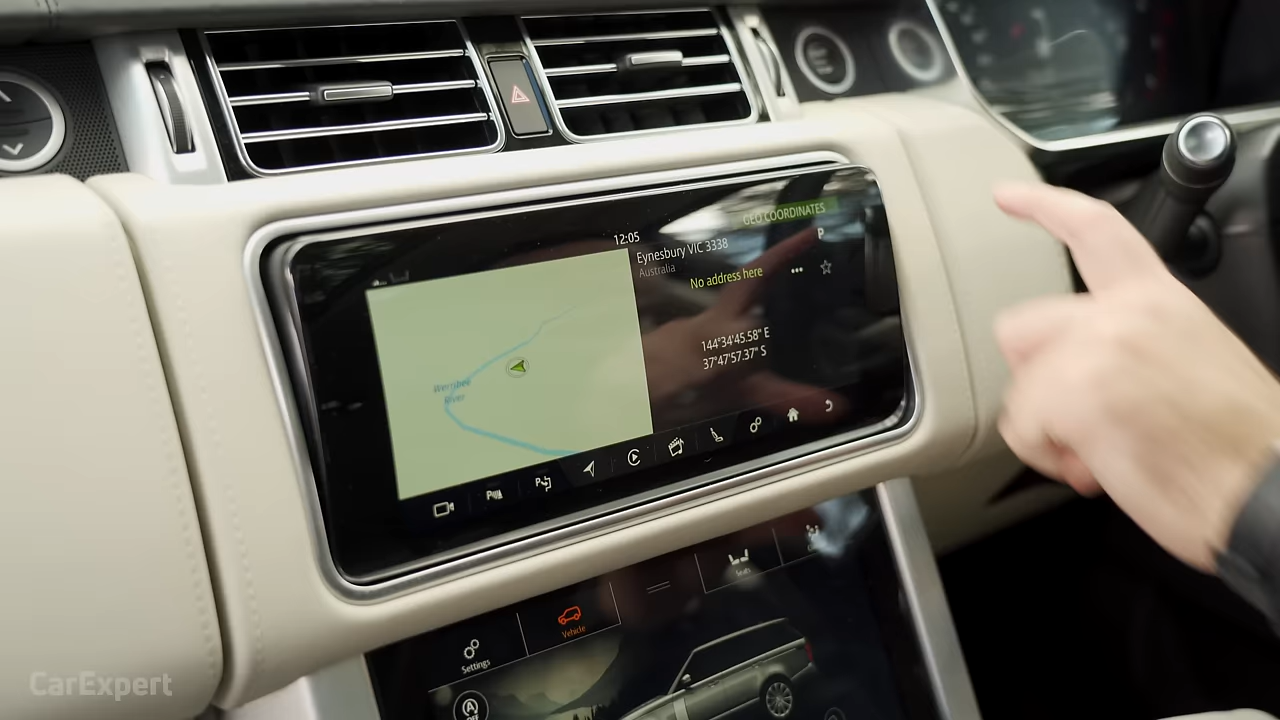 12:05
GEO COORDINATES
Eynesbury VIC 3338
P
Australia
No address here
144°34'45.58" E
37°47'57.37" S
Werribee
River
Seats
Vehicle
Settings
OFF
CarExpert